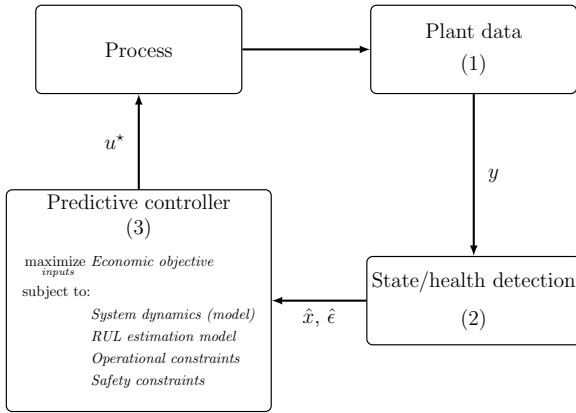 Process
Plant data
(1)
u*
y
Predictive controller
(3)
maximize Economic objective
inputs
subject to:
System dynamics (model)
RUL estimation model
Operational constraints
Safety constraints
State/health detection
(2)
x̂, ϵ̂